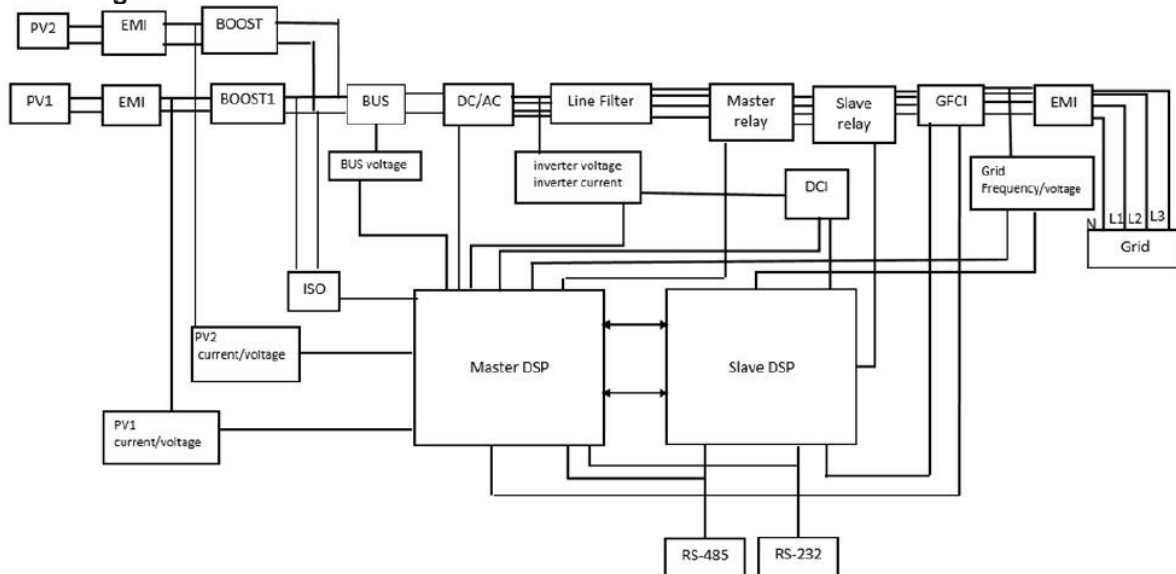 PV2
EMI
BOOST
PV1
EMI
BOOST1
BUS
DC/AC
Line Filter
Master
relay
Slave
relay
GFCI
EMI
BUS voltage
inverter voltage
inverter current
DCI
Grid
Frequency/voltage
N
L1
L2
L3
Grid
ISO
PV2
current/voltage
Master DSP
Slave DSP
PV1
current/voltage
RS-485
RS-232